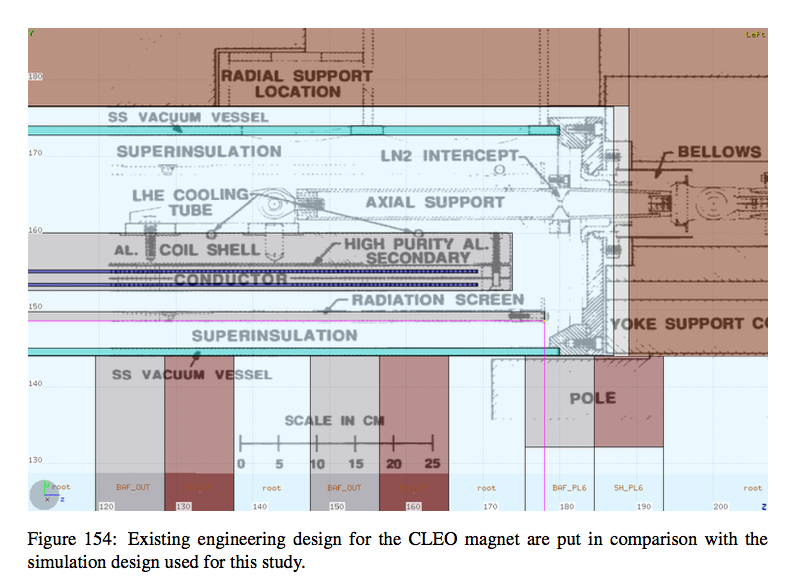 Y
Left
180
RADIAL SUPPORT
LOCATION
SS VACUUM VESSEL
170
SUPERINSULATION
LN2 INTERCEPT
BELLOWS
LHE COOLING
TUBE
AXIAL SUPPORT
160
AL. COIL SHELL
HIGH PURITY AL.
SECONDARY
CONDUCTOR
RADIATION SCREEN
150
SUPERINSULATION
YOKE SUPPORT CO
SS VACUUM VESSEL
140
POLE
SCALE IN CM
0 5 10 15 20 25
130
root BAF_OUT root BAF_OUT root BAF_PL6 SH_PL6 root
x z
120 130 140 150 160 170 180 190 200 Z
Figure 154: Existing engineering design for the CLEO magnet are put in comparison with the
simulation design used for this study.